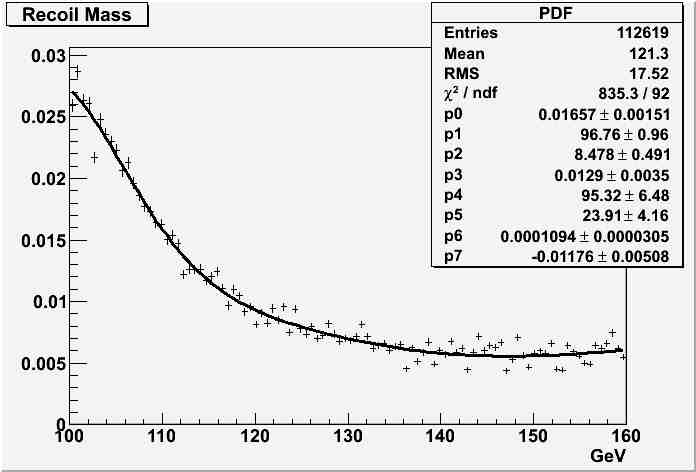 Recoil Mass
PDF
Entries 112619
Mean 121.3
RMS 17.52
χ² / ndf 835.3 / 92
p0 0.01657 ± 0.00151
p1 96.76 ± 0.96
p2 8.478 ± 0.491
p3 0.0129 ± 0.0035
p4 95.32 ± 6.48
p5 23.91 ± 4.16
p6 0.0001094 ± 0.0000305
p7 -0.01176 ± 0.00508
0.03
0.025
0.02
0.015
0.01
0.005
0
100 110 120 130 140 150 160
GeV